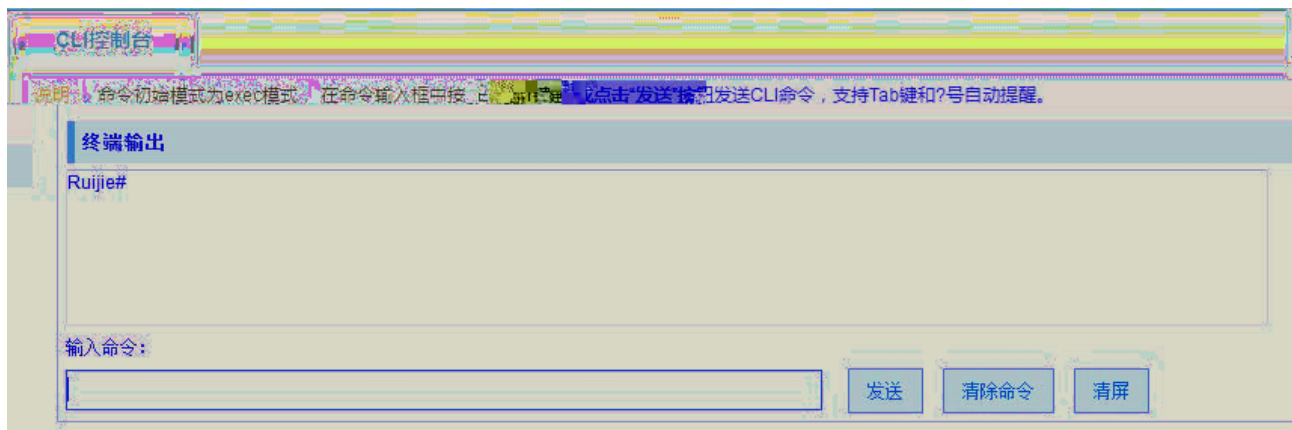 CLI控制台
说明：命令初始模式为exec模式。在命令输入框中按 或点击“发送”按钮发送CLI命令，支持Tab键和?号自动提醒。
终端输出
Ruijie#
输入命令：
发送 清除命令 清屏